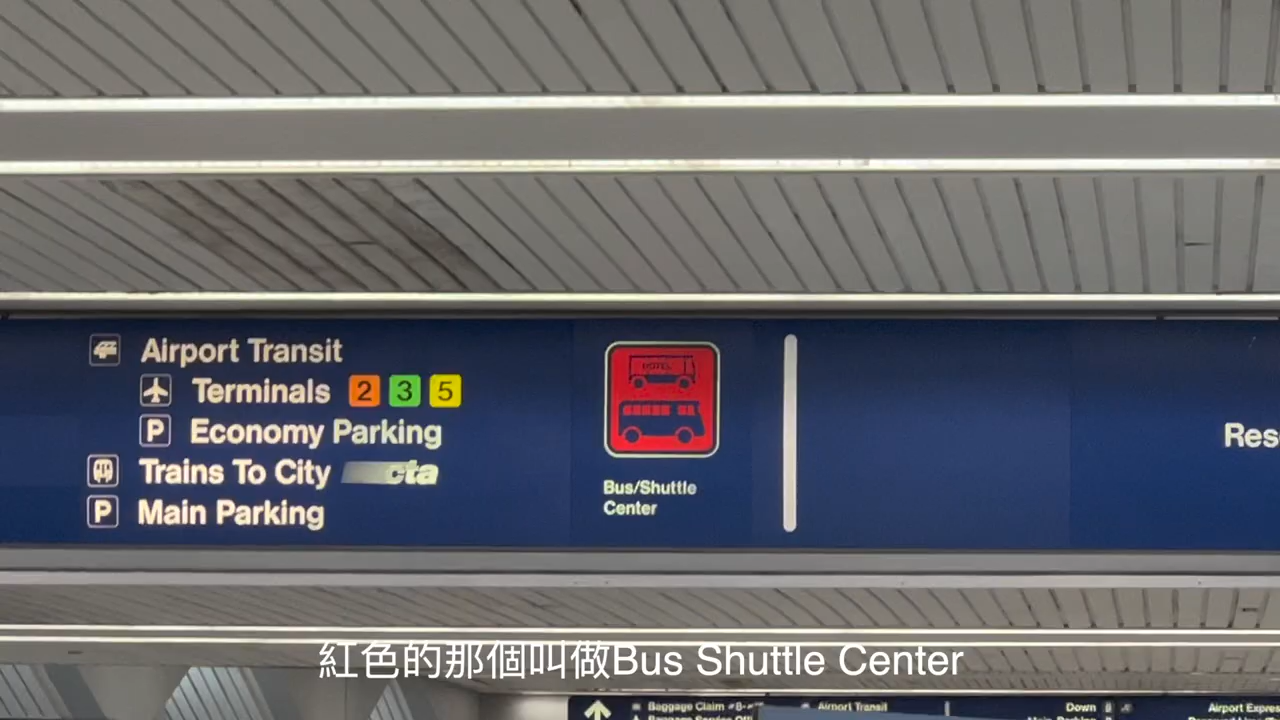 Airport Transit
Terminals 2 3 5
Economy Parking
Trains To City cta
Main Parking
HOTEL
Bus/Shuttle
Center
Res
紅色的那個叫做Bus Shuttle Center
Baggage Claim
Airport Transit
Down
Airport Expres